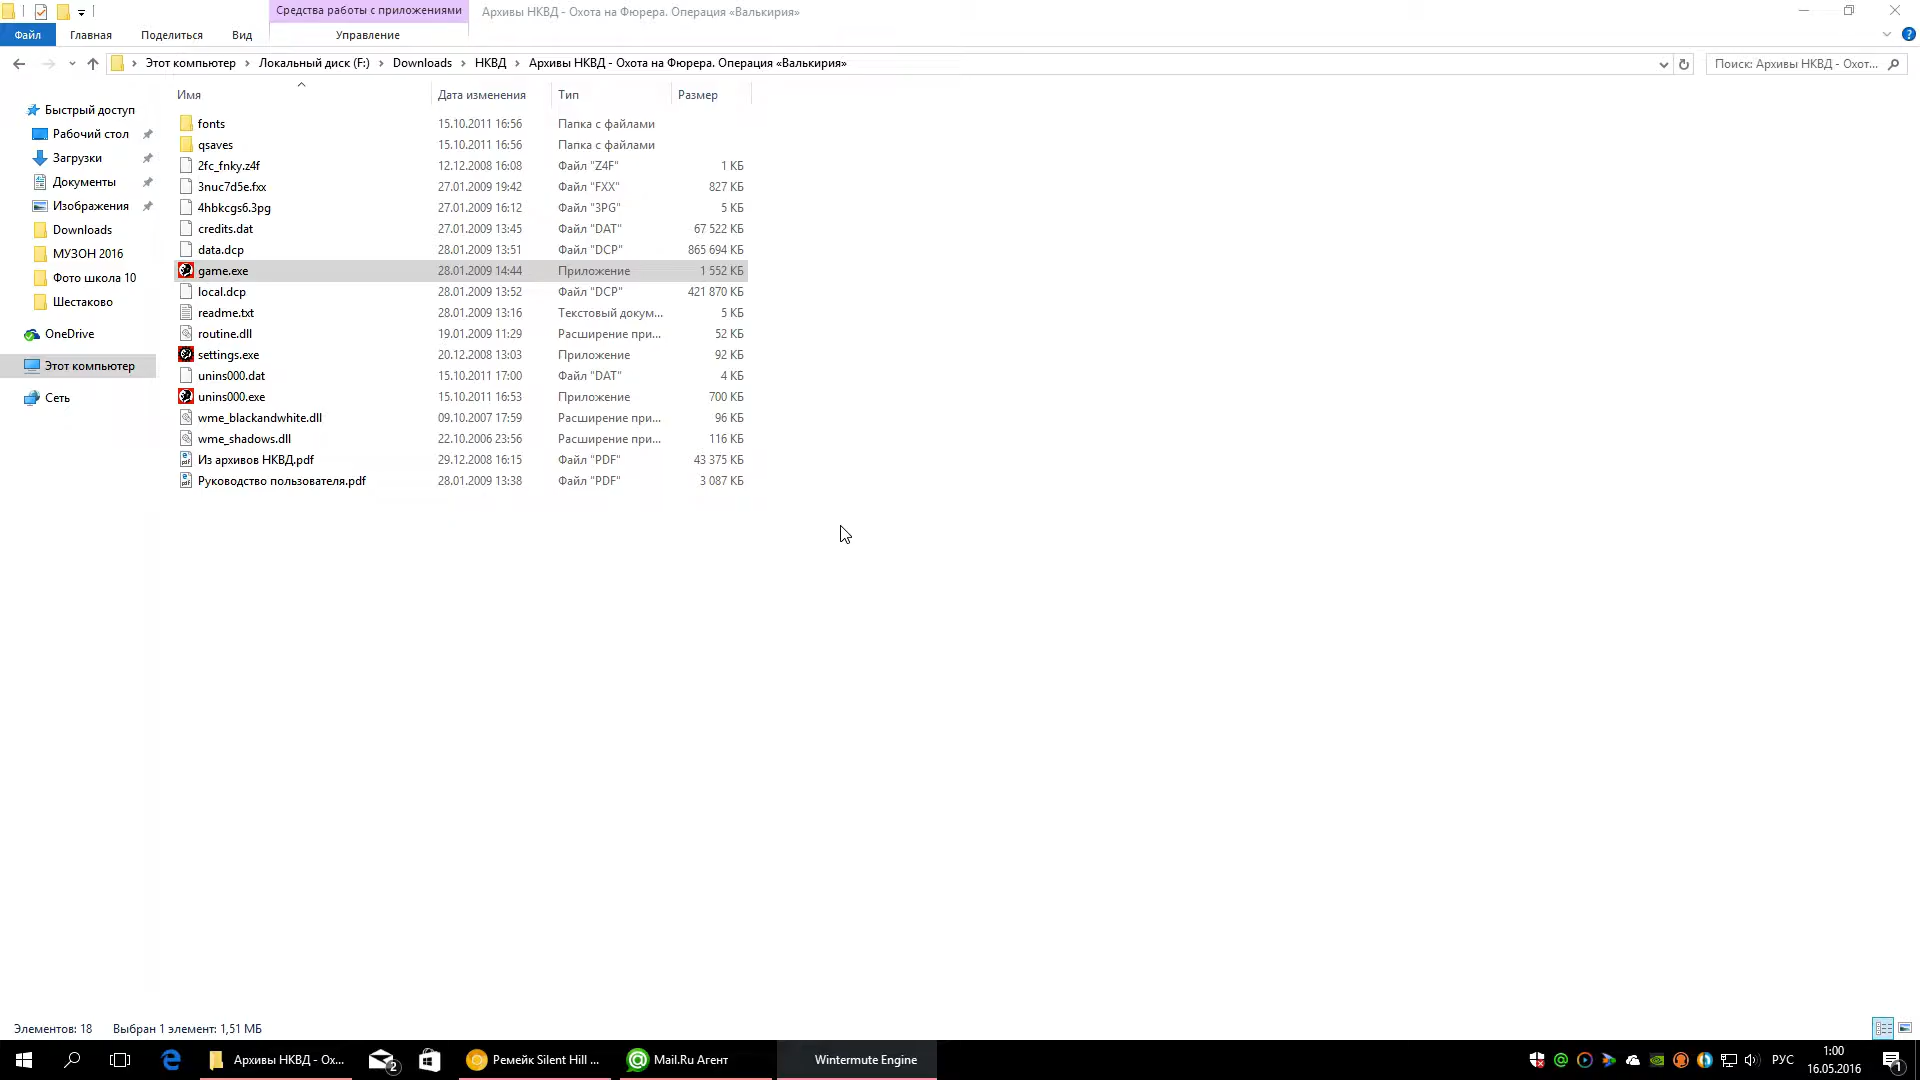 Средства работы с приложениями
Архивы НКВД - Охота на Фюрера. Операция «Валькирия»
Файл
Главная
Поделиться
Вид
Управление
Этот компьютер
Локальный диск (F:)
Downloads
НКВД
Архивы НКВД - Охота на Фюрера. Операция «Валькирия»
Поиск: Архивы НКВД - Охот...
Имя
Дата изменения
Тип
Размер
Быстрый доступ
Рабочий стол
Загрузки
Документы
Изображения
Downloads
МУЗОН 2016
Фото школа 10
Шестаково
OneDrive
Этот компьютер
Сеть
fonts 15.10.2011 16:56 Папка с файлами
qsaves 15.10.2011 16:56 Папка с файлами
2fc_fnky.z4f 12.12.2008 16:08 Файл "Z4F" 1 КБ
3nuc7d5e.fxx 27.01.2009 19:42 Файл "FXX" 827 КБ
4hbkcgs6.3pg 27.01.2009 16:12 Файл "3PG" 5 КБ
credits.dat 27.01.2009 13:45 Файл "DAT" 67 522 КБ
data.dcp 28.01.2009 13:51 Файл "DCP" 865 694 КБ
game.exe 28.01.2009 14:44 Приложение 1 552 КБ
local.dcp 28.01.2009 13:52 Файл "DCP" 421 870 КБ
readme.txt 28.01.2009 13:16 Текстовый докум... 5 КБ
routine.dll 19.01.2009 11:29 Расширение при... 52 КБ
settings.exe 20.12.2008 13:03 Приложение 92 КБ
unins000.dat 15.10.2011 17:00 Файл "DAT" 4 КБ
unins000.exe 15.10.2011 16:53 Приложение 700 КБ
wme_blackandwhite.dll 09.10.2007 17:59 Расширение при... 96 КБ
wme_shadows.dll 22.10.2006 23:56 Расширение при... 116 КБ
Из архивов НКВД.pdf 29.12.2008 16:15 Файл "PDF" 43 375 КБ
Руководство пользователя.pdf 28.01.2009 13:38 Файл "PDF" 3 087 КБ
Элементов: 18
Выбран 1 элемент: 1,51 МБ
Архивы НКВД - Ох...
2
Ремейк Silent Hill ...
Mail.Ru Агент
Wintermute Engine
РУС
1:00
16.05.2016
1